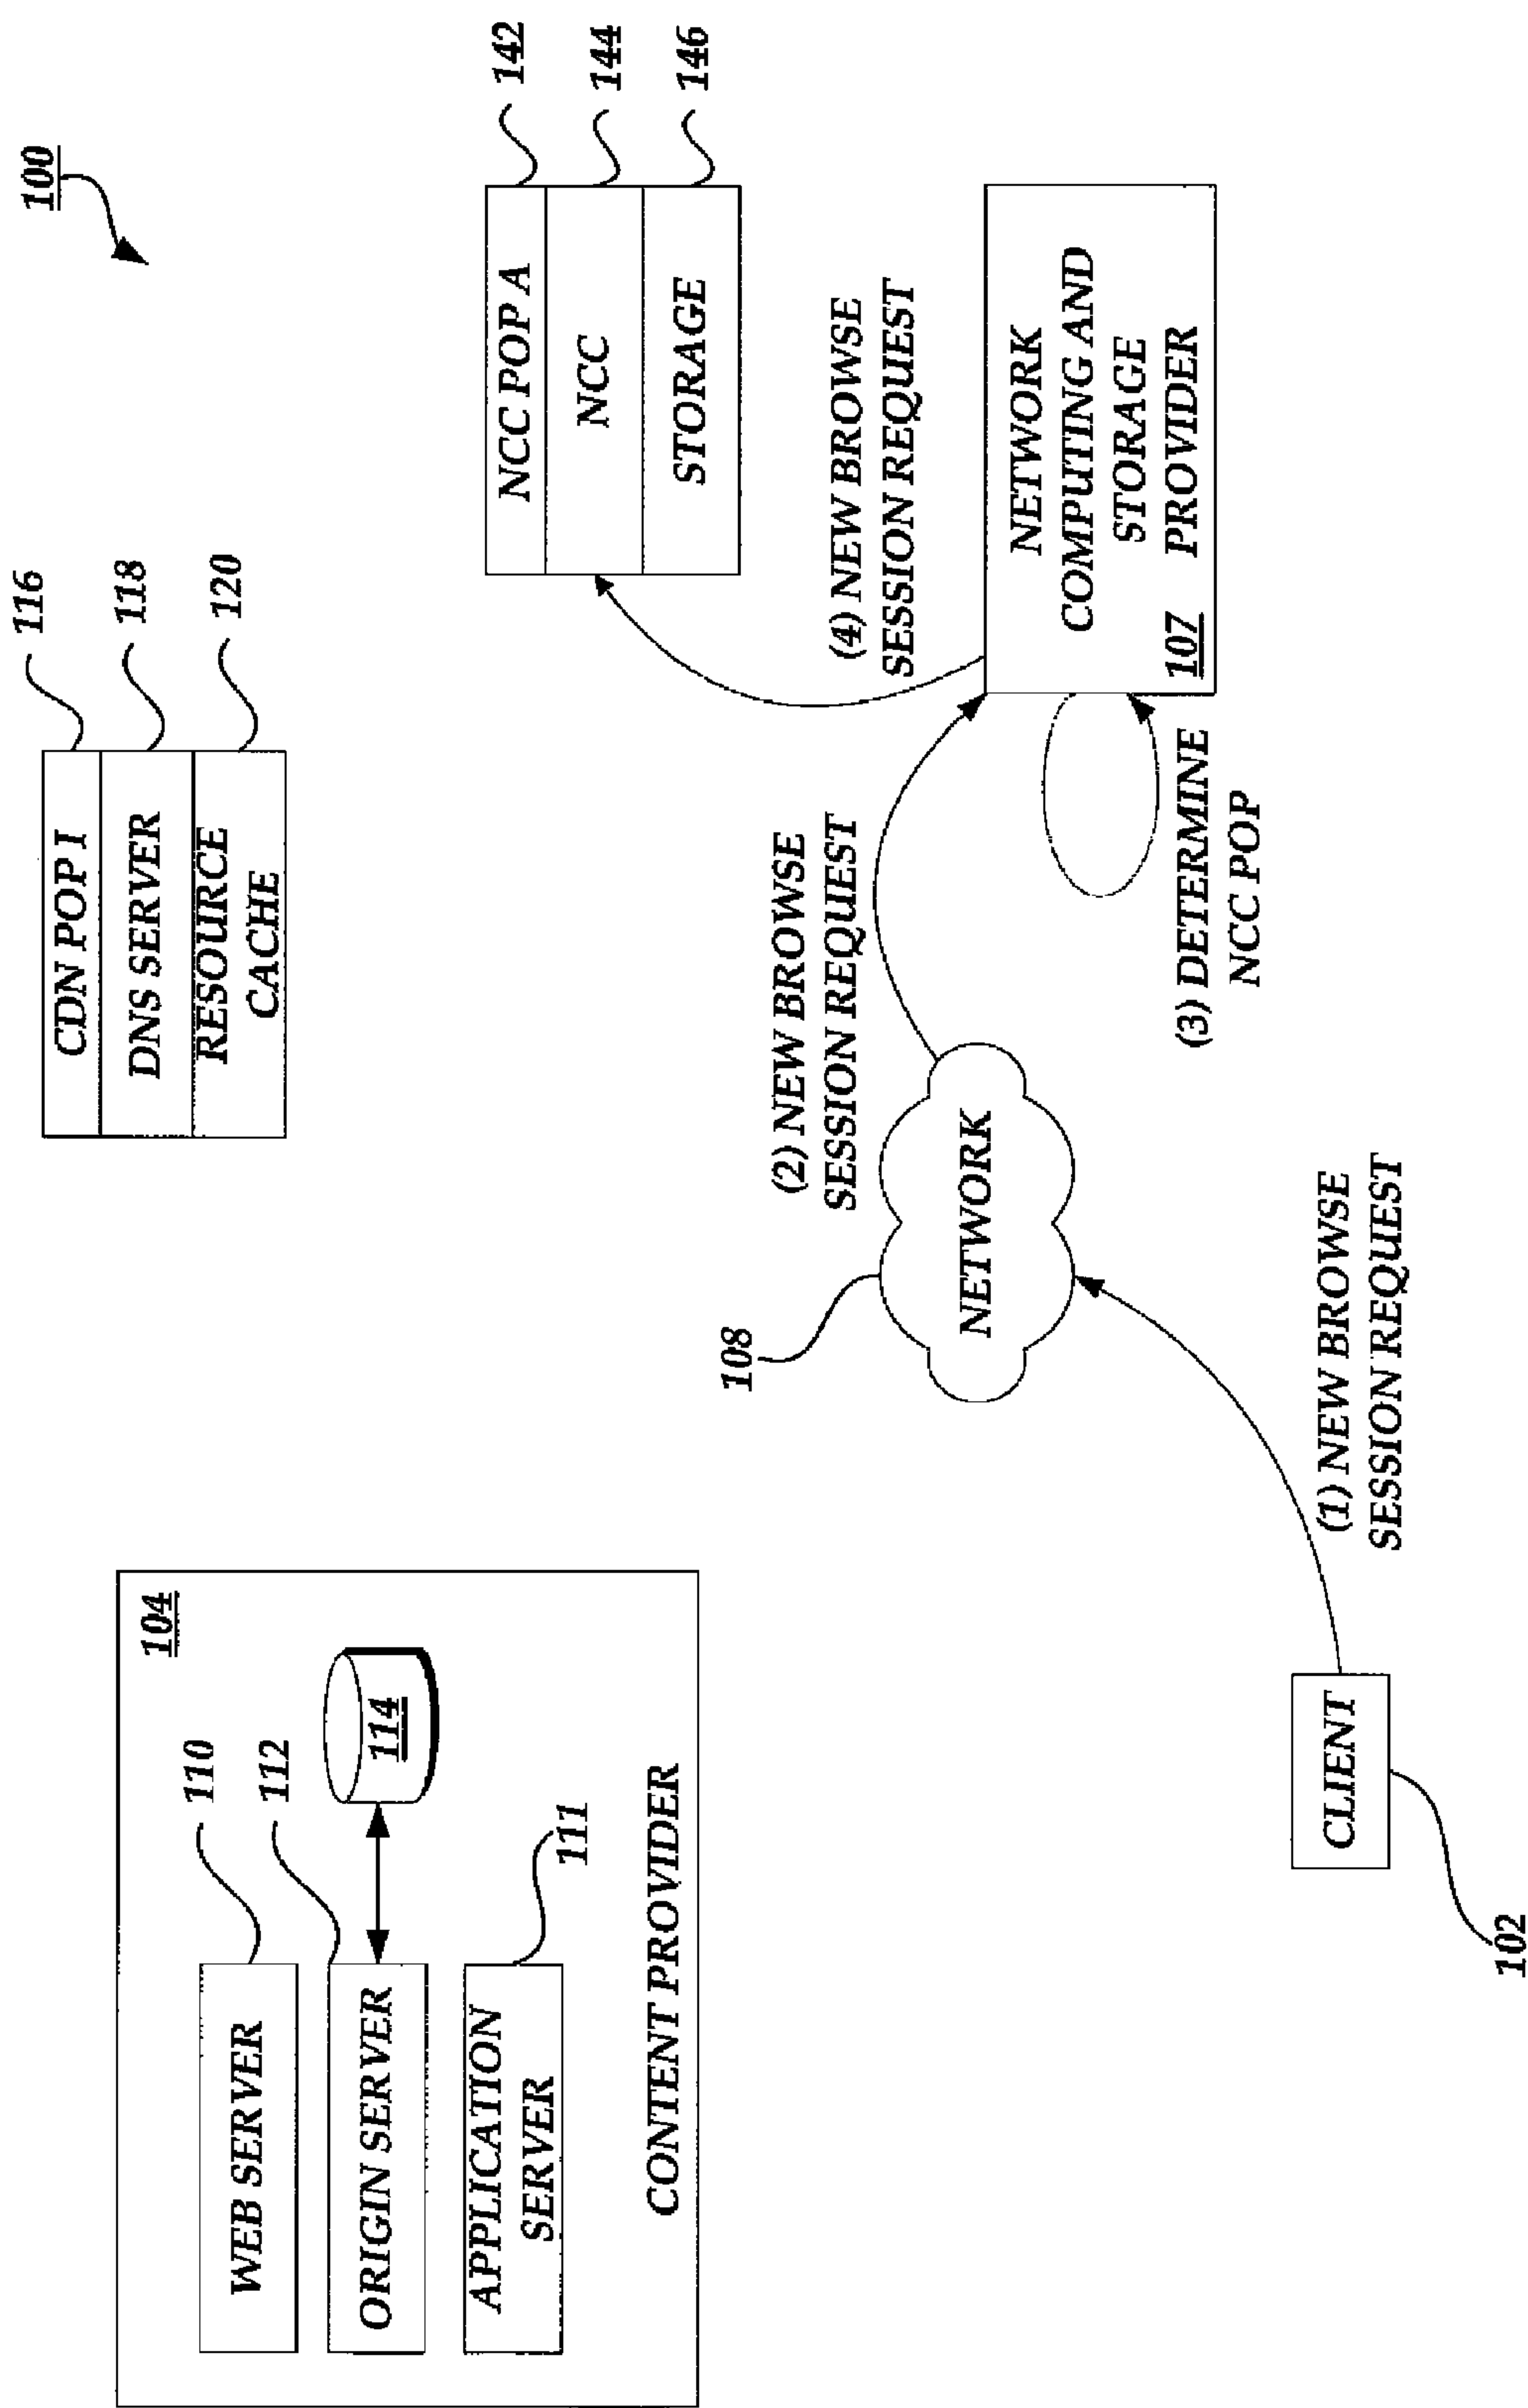 100
104
WEB SERVER
110
ORIGIN SERVER
112
114
APPLICATION
SERVER
111
CONTENT PROVIDER
CDN POP I
116
DNS SERVER
118
RESOURCE
CACHE
120
NCC POP A
142
NCC
144
STORAGE
146
108
NETWORK
(2) NEW BROWSE
SESSION REQUEST
(4) NEW BROWSE
SESSION REQUEST
NETWORK
COMPUTING AND
STORAGE
107 PROVIDER
(3) DETERMINE
NCC POP
(1) NEW BROWSE
SESSION REQUEST
CLIENT
102